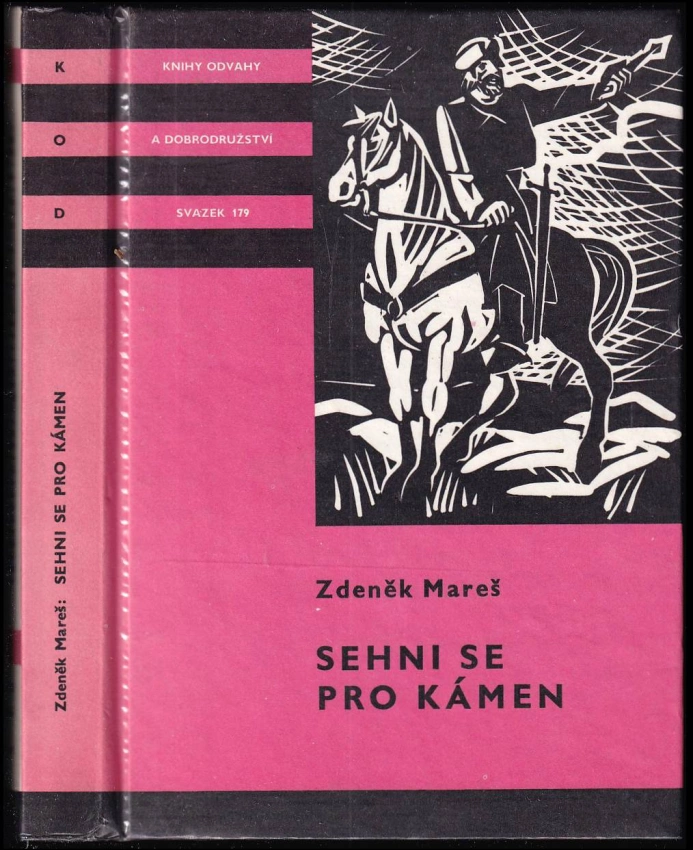 K
O
D
Zdeněk Mareš: SEHNI SE PRO KÁMEN
KNIHY ODVAHY
A DOBRODRUŽSTVÍ
SVAZEK 179
Zdeněk Mareš
SEHNI SE
PRO KÁMEN